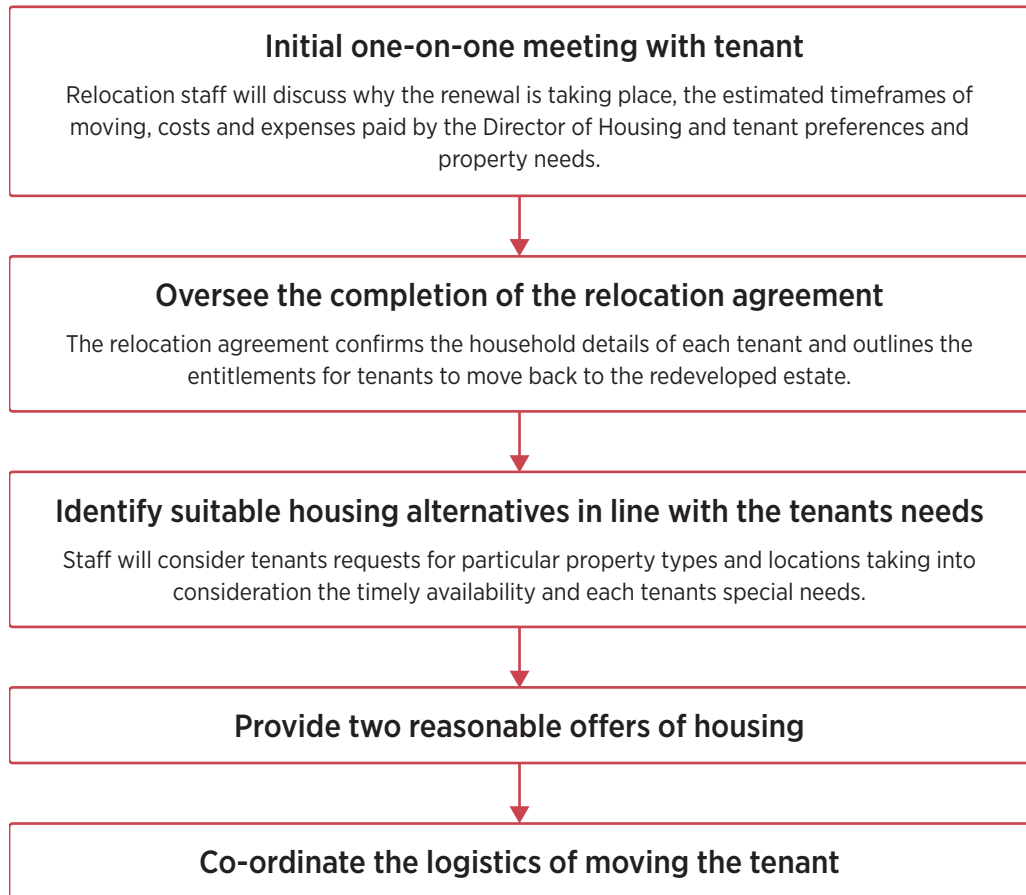 Initial one-on-one meeting with tenant
Relocation staff will discuss why the renewal is taking place, the estimated timeframes of
moving, costs and expenses paid by the Director of Housing and tenant preferences and
property needs.
Oversee the completion of the relocation agreement
The relocation agreement confirms the household details of each tenant and outlines the
entitlements for tenants to move back to the redeveloped estate.
Identify suitable housing alternatives in line with the tenants needs
Staff will consider tenants requests for particular property types and locations taking into
consideration the timely availability and each tenants special needs.
Provide two reasonable offers of housing
Co-ordinate the logistics of moving the tenant